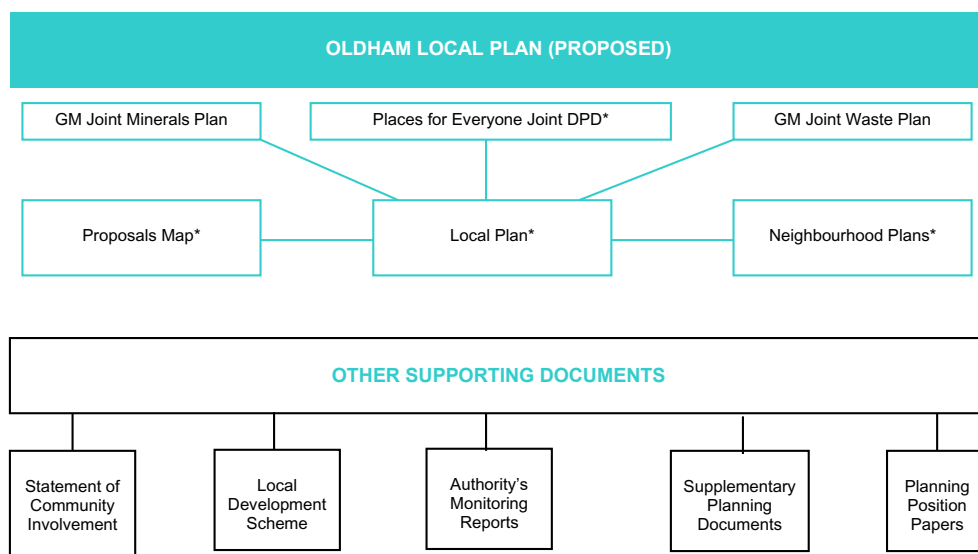 OLDHAM LOCAL PLAN (PROPOSED)
GM Joint Minerals Plan
Places for Everyone Joint DPD*
GM Joint Waste Plan
Proposals Map*
Local Plan*
Neighbourhood Plans*
OTHER SUPPORTING DOCUMENTS
Statement of
Community
Involvement
Local
Development
Scheme
Authority’s
Monitoring
Reports
Supplementary
Planning
Documents
Planning
Position
Papers